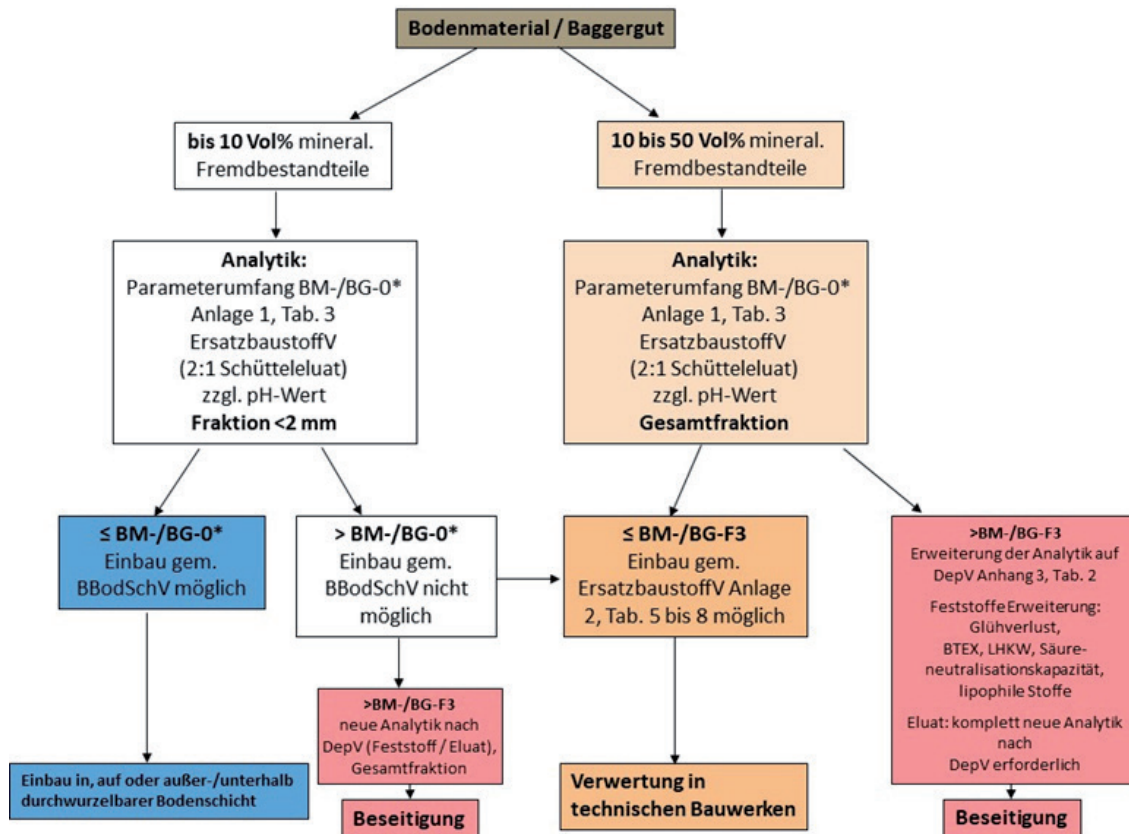 Bodenmaterial / Baggergut
bis 10 Vol% mineral.
Fremdbestandteile
10 bis 50 Vol% mineral.
Fremdbestandteile
Analytik:
Parameterumfang BM-/BG-0*
Anlage 1, Tab. 3
ErsatzbaustoffV
(2:1 Schütteleluat)
zzgl. pH-Wert
Fraktion <2 mm
Analytik:
Parameterumfang BM-/BG-0*
Anlage 1, Tab. 3
ErsatzbaustoffV
(2:1 Schütteleluat)
zzgl. pH-Wert
Gesamtfraktion
≤ BM-/BG-0*
Einbau gem.
BBodSchV möglich
> BM-/BG-0*
Einbau gem.
BBodSchV nicht
möglich
≤ BM-/BG-F3
Einbau gem.
ErsatzbaustoffV Anlage
2, Tab. 5 bis 8 möglich
>BM-/BG-F3
Erweiterung der Analytik auf
DepV Anhang 3, Tab. 2
Feststoffe Erweiterung:
Glühverlust,
BTEX, LHKW, Säure-
neutralisationskapazität,
lipophile Stoffe
Eluat: komplett neue Analytik
nach
DepV erforderlich
>BM-/BG-F3
neue Analytik nach
DepV (Feststoff / Eluat),
Gesamtfraktion
Einbau in, auf oder außer-/unterhalb
durchwurzelbarer Bodenschicht
Beseitigung
Verwertung in
technischen Bauwerken
Beseitigung